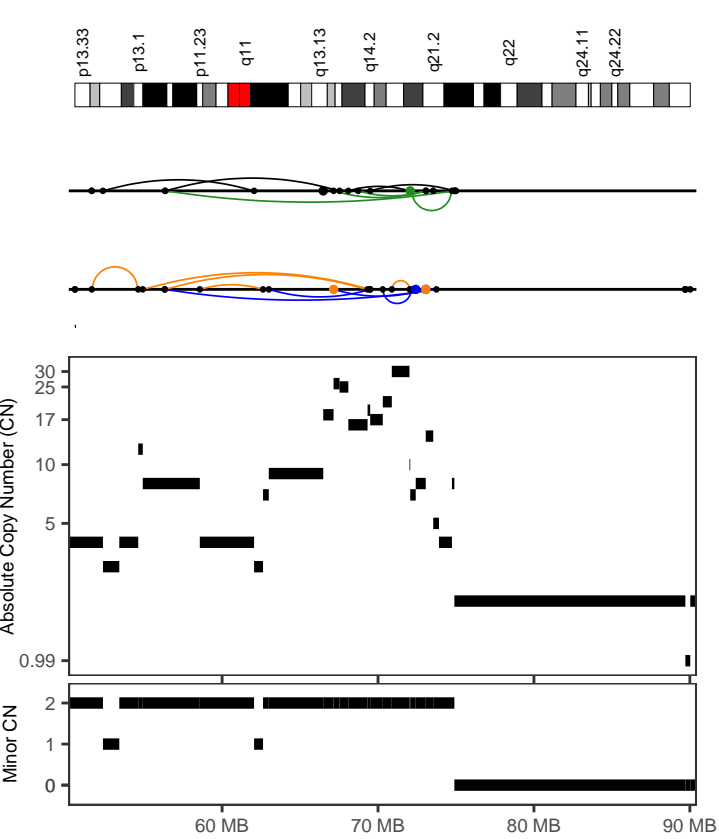 p13.33 p13.1 p11.23 q11 q13.13 q14.2 q21.2 q22 q24.11 q24.22
Absolute Copy Number (CN)
30
25
17
10
5
0.99
Minor CN
2
1
0
60 MB 70 MB 80 MB 90 MB